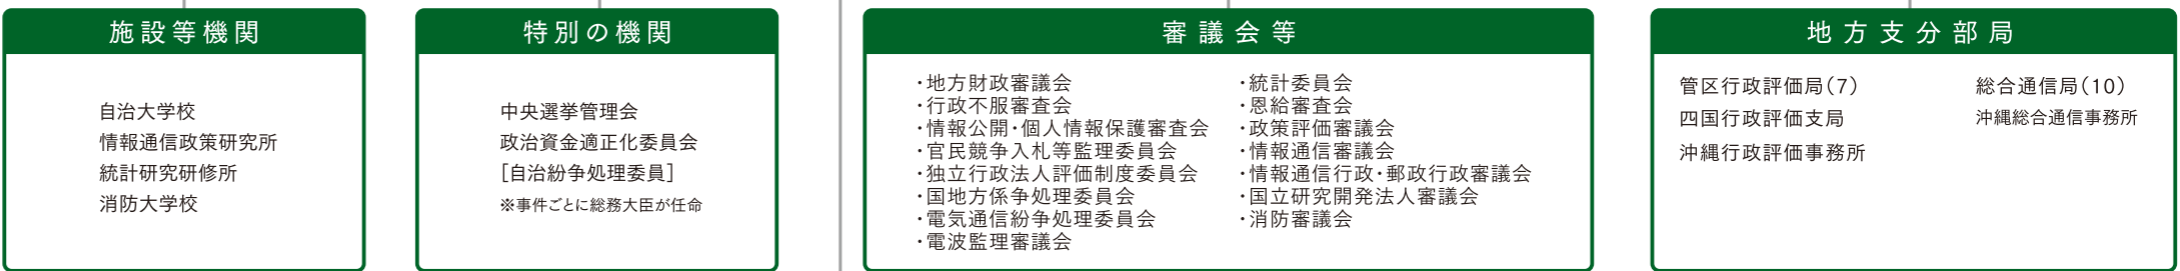 施設等機関
自治大学校
情報通信政策研究所
統計研究研修所
消防大学校
特別の機関
中央選挙管理会
政治資金適正化委員会
[自治紛争処理委員]
※事件ごとに総務大臣が任命
審議会等
・地方財政審議会
・行政不服審査会
・情報公開・個人情報保護審査会
・官民競争入札等監理委員会
・独立行政法人評価制度委員会
・国地方係争処理委員会
・電気通信紛争処理委員会
・電波監理審議会
・統計委員会
・恩給審査会
・政策評価審議会
・情報通信審議会
・情報通信行政・郵政行政審議会
・国立研究開発法人審議会
・消防審議会
地方支分部局
管区行政評価局(7)
四国行政評価支局
沖縄行政評価事務所
総合通信局(10)
沖縄総合通信事務所